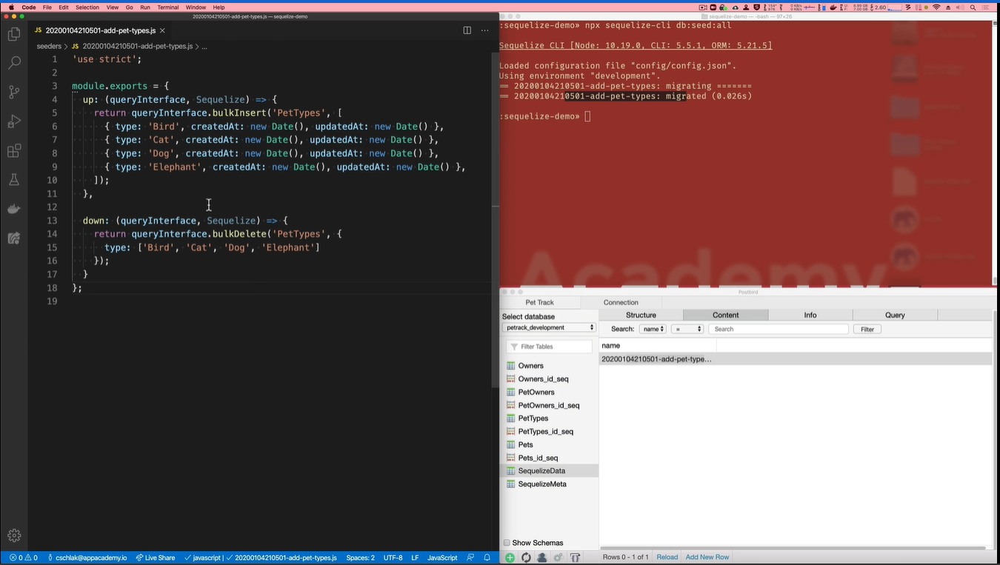 Code File Edit Selection View Go Run Terminal Window Help
20200104210501-add-pet-types.js — sequelize-demo
JS 20200104210501-add-pet-types.js ×
seeders > JS 20200104210501-add-pet-types.js > ...
1 'use strict';
2
3 module.exports = {
4 up: (queryInterface, Sequelize) => {
5 return queryInterface.bulkInsert('PetTypes', [
6 { type: 'Bird', createdAt: new Date(), updatedAt: new Date() },
7 { type: 'Cat', createdAt: new Date(), updatedAt: new Date() },
8 { type: 'Dog', createdAt: new Date(), updatedAt: new Date() },
9 { type: 'Elephant', createdAt: new Date(), updatedAt: new Date() },
10 ]);
11 },
12
13 down: (queryInterface, Sequelize) => {
14 return queryInterface.bulkDelete('PetTypes', {
15 type: ['Bird', 'Cat', 'Dog', 'Elephant']
16 });
17 }
18 };
19
0 0 cschlak@appacademy.io Live Share javascript | 20200104210501-add-pet-types.js Spaces: 2 UTF-8 LF JavaScript
sequelize-demo — -bash — 97×26
:sequelize-demo» npx sequelize-cli db:seed:all
Sequelize CLI [Node: 10.19.0, CLI: 5.5.1, ORM: 5.21.5]
Loaded configuration file "config/config.json".
Using environment "development".
== 20200104210501-add-pet-types: migrating =======
== 20200104210501-add-pet-types: migrated (0.026s)
:sequelize-demo»
Academy
Postbird
Pet Track Connection
Select database
petrack_development
Filter Tables
Owners
Owners_id_seq
PetOwners
PetOwners_id_seq
PetTypes
PetTypes_id_seq
Pets
Pets_id_seq
SequelizeData
SequelizeMeta
Show Schemas
Structure Content Info Query
Search: name = Search Filter
name
20200104210501-add-pet-type...
Rows 0 - 1 of 1 Reload Add New Row